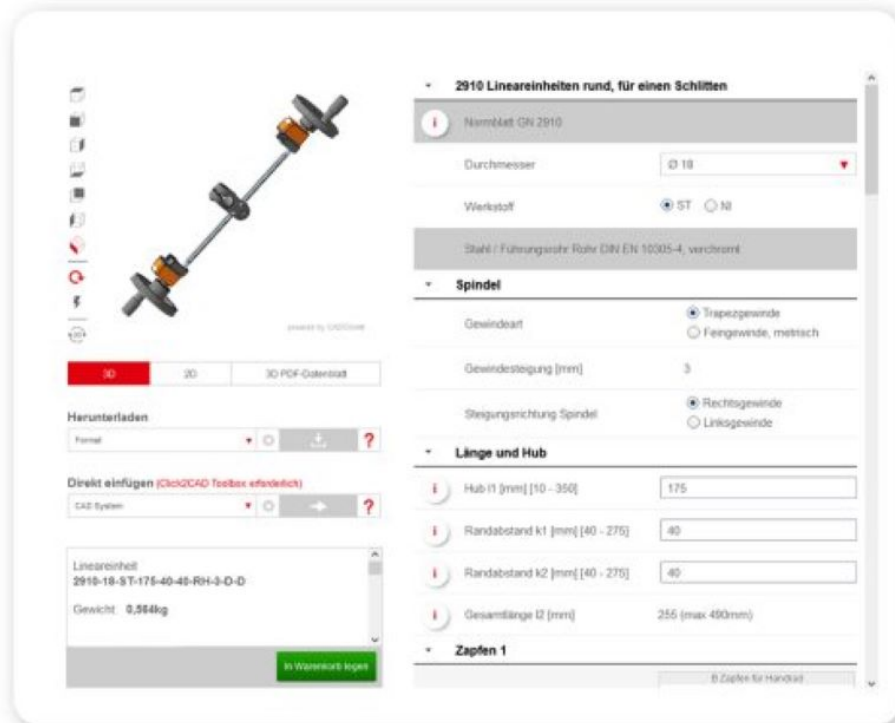 powered by CADENAS
3D
2D
3D PDF-Datenblatt
Herunterladen
Format
?
Direkt einfügen (Click2CAD Toolbox erforderlich)
CAD System
?
Lineareinheit
2910-18-ST-175-40-40-RH-3-D-D
Gewicht 0,564kg
In Warenkorb legen
2910 Lineareinheiten rund, für einen Schlitten
i Normblatt GN 2910
Durchmesser Ø 18
Werkstoff ST NI
Stahl / Führungsrohr Rohr DIN EN 10305-4, verchromt
Spindel
Gewindeart Trapezgewinde
Feingewinde, metrisch
Gewindesteigung [mm] 3
Steigungsrichtung Spindel Rechtsgewinde
Linksgewinde
Länge und Hub
i Hub l1 [mm] [10 - 350] 175
i Randabstand k1 [mm] [40 - 275] 40
i Randabstand k2 [mm] [40 - 275] 40
i Gesamtlänge l2 [mm] 255 (max 490mm)
Zapfen 1
B Zapfen für Handrad